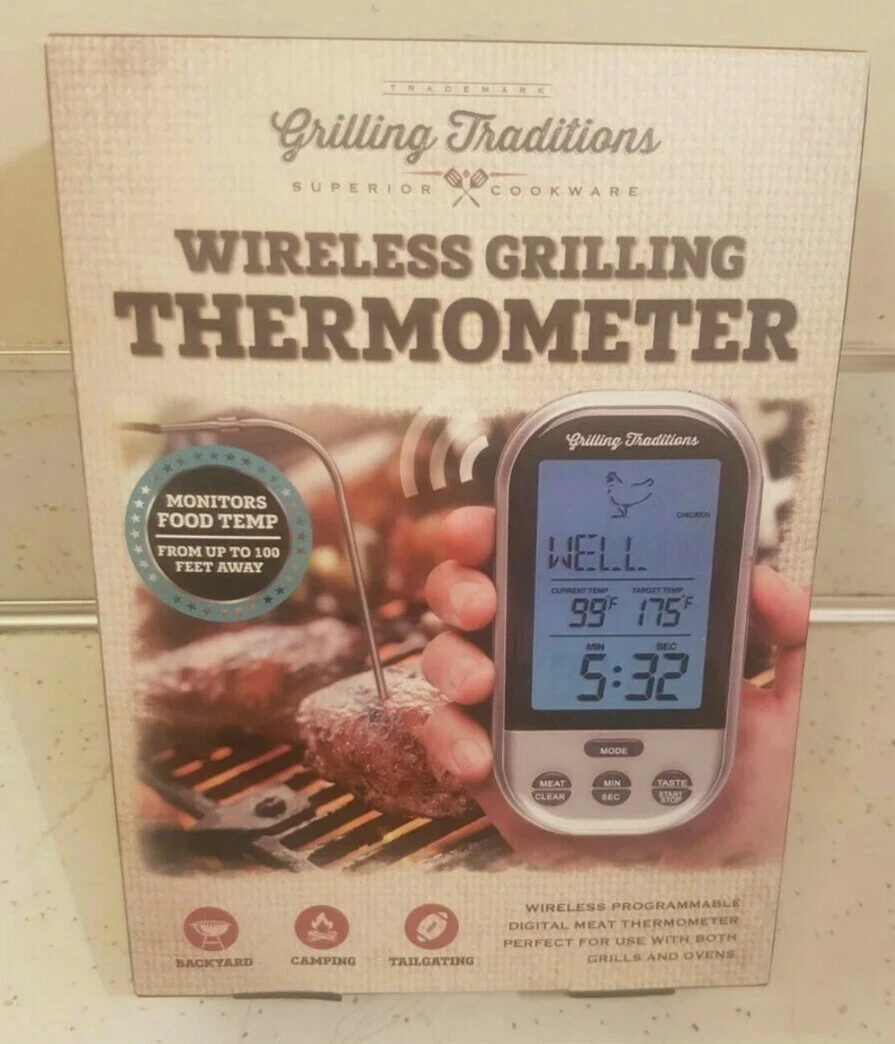 TRADEMARK
Grilling Traditions
SUPERIOR COOKWARE
WIRELESS GRILLING
THERMOMETER
MONITORS
FOOD TEMP
FROM UP TO 100
FEET AWAY
Grilling Traditions
CHICKEN
WELL
CURRENT TEMP TARGET TEMP
99°F 175°F
MIN SEC
5:32
MODE
MEAT MIN TASTE
CLEAR SEC START
STOP
BACKYARD CAMPING TAILGATING
WIRELESS PROGRAMMABLE
DIGITAL MEAT THERMOMETER
PERFECT FOR USE WITH BOTH
GRILLS AND OVENS